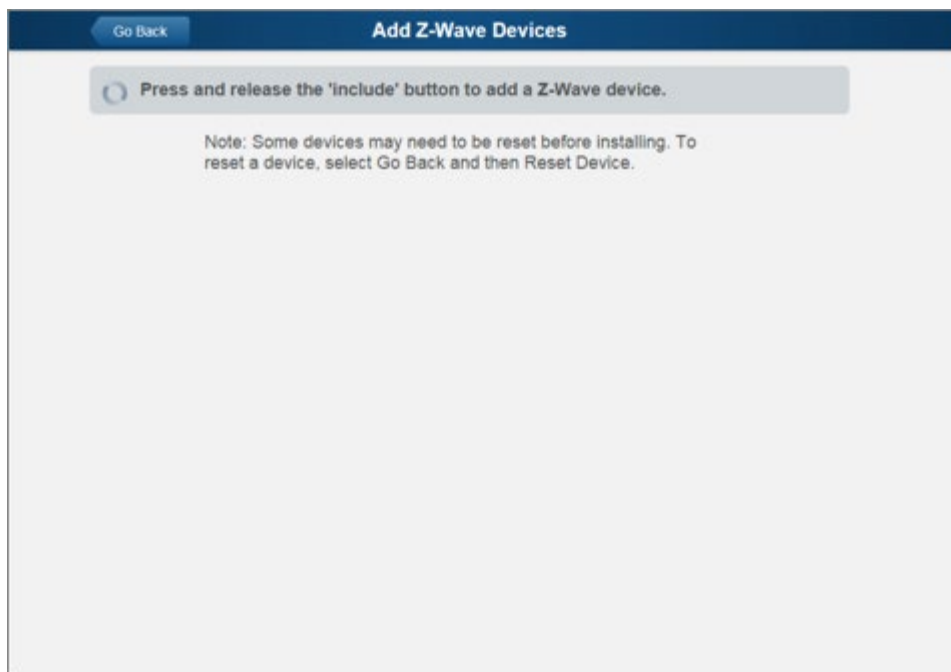 Go Back
Add Z-Wave Devices
Press and release the 'include' button to add a Z-Wave device.
Note: Some devices may need to be reset before installing. To
reset a device, select Go Back and then Reset Device.